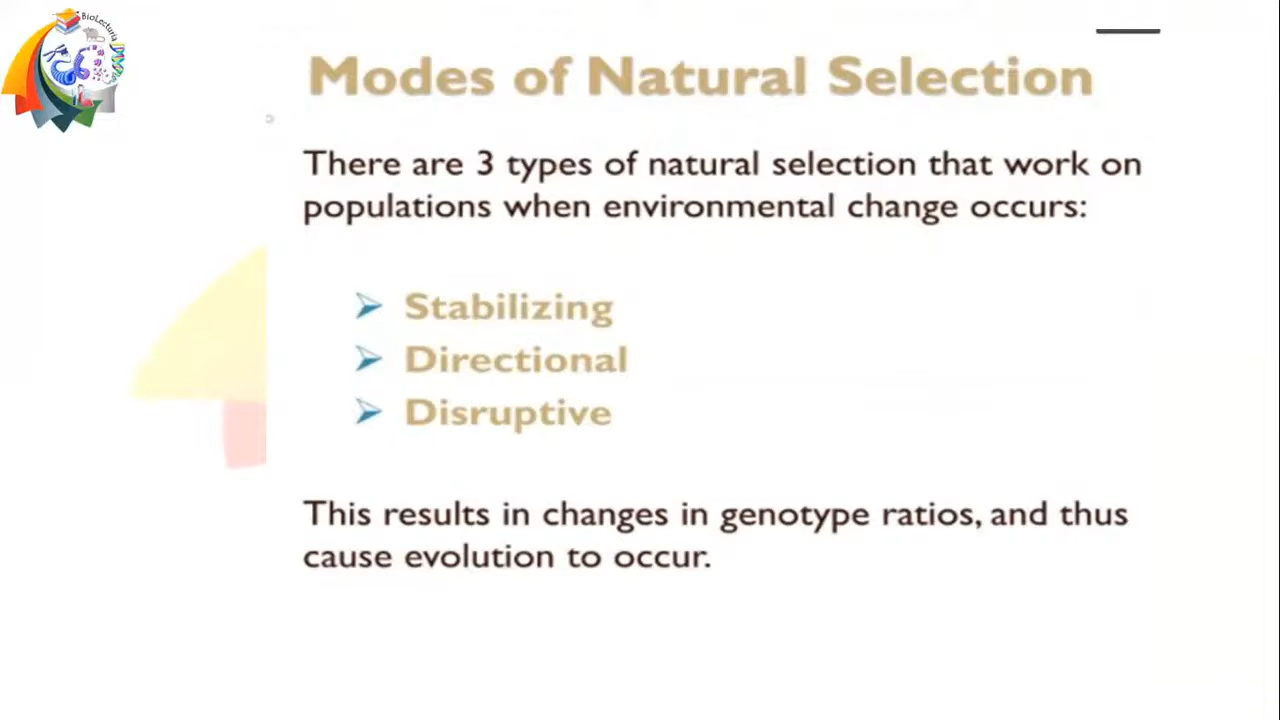 BioLecturia
Modes of Natural Selection
There are 3 types of natural selection that work on
populations when environmental change occurs:
Stabilizing
Directional
Disruptive
This results in changes in genotype ratios, and thus
cause evolution to occur.